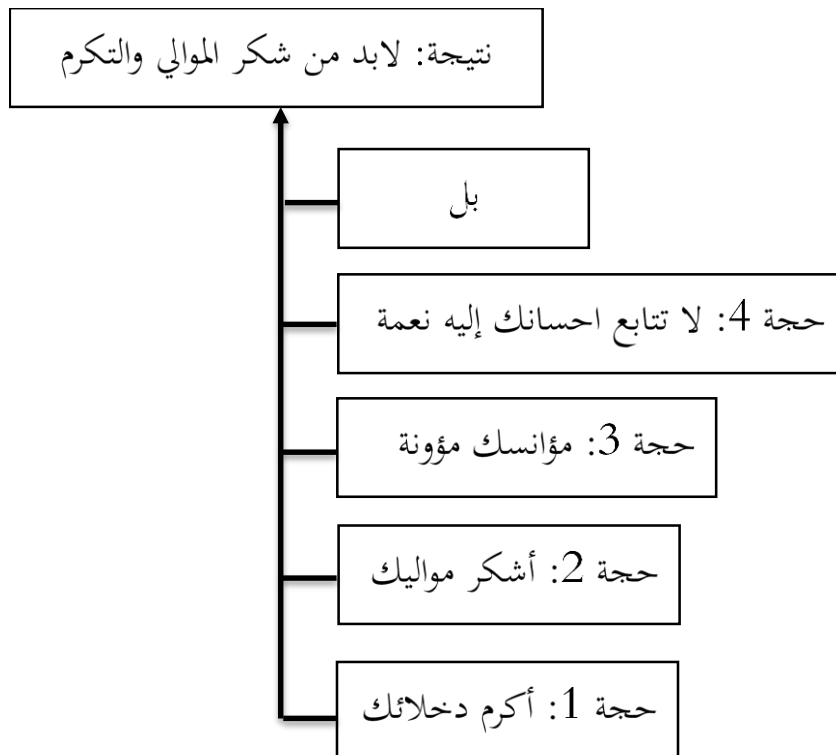 نتيجة: لابد من شكر الموالي والتكرم
بل
حجة 4: لا تتابع احسانك إليه نعمة
حجة 3: مؤانسك مؤونة
حجة 2: أشكر مواليك
حجة 1: أكرم دخلائك